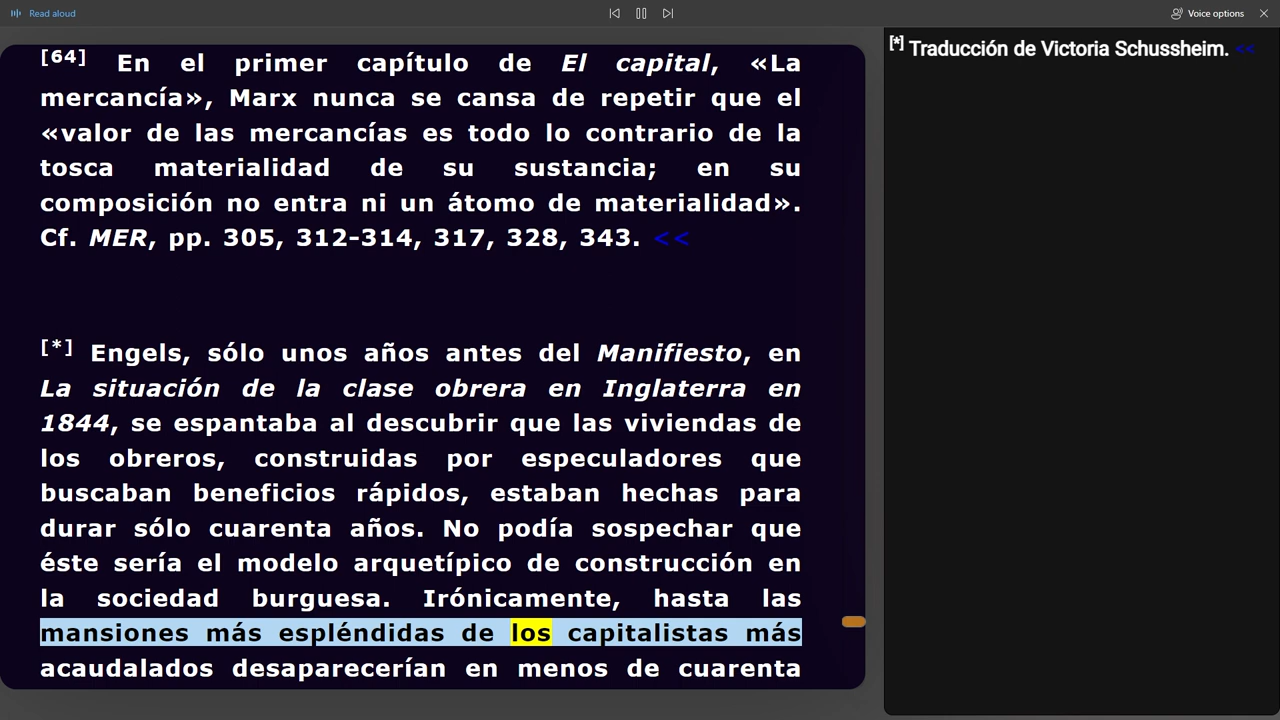 Read aloud
Voice options
[64] En el primer capítulo de El capital, «La
mercancía», Marx nunca se cansa de repetir que el
«valor de las mercancías es todo lo contrario de la
tosca materialidad de su sustancia; en su
composición no entra ni un átomo de materialidad».
Cf. MER, pp. 305, 312-314, 317, 328, 343. <<
[*] Engels, sólo unos años antes del Manifiesto, en
La situación de la clase obrera en Inglaterra en
1844, se espantaba al descubrir que las viviendas de
los obreros, construidas por especuladores que
buscaban beneficios rápidos, estaban hechas para
durar sólo cuarenta años. No podía sospechar que
éste sería el modelo arquetípico de construcción en
la sociedad burguesa. Irónicamente, hasta las
mansiones más espléndidas de los capitalistas más
acaudalados desaparecerían en menos de cuarenta
[*] Traducción de Victoria Schussheim. <<